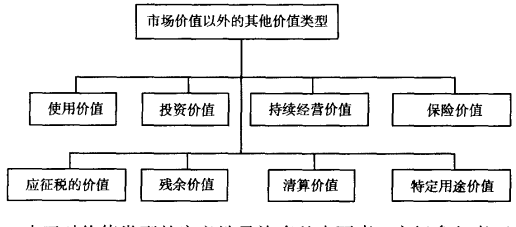 市场价值以外的其他价值类型
使用价值 投资价值 持续经营价值 保险价值
应征税的价值 残余价值 清算价值 特定用途价值